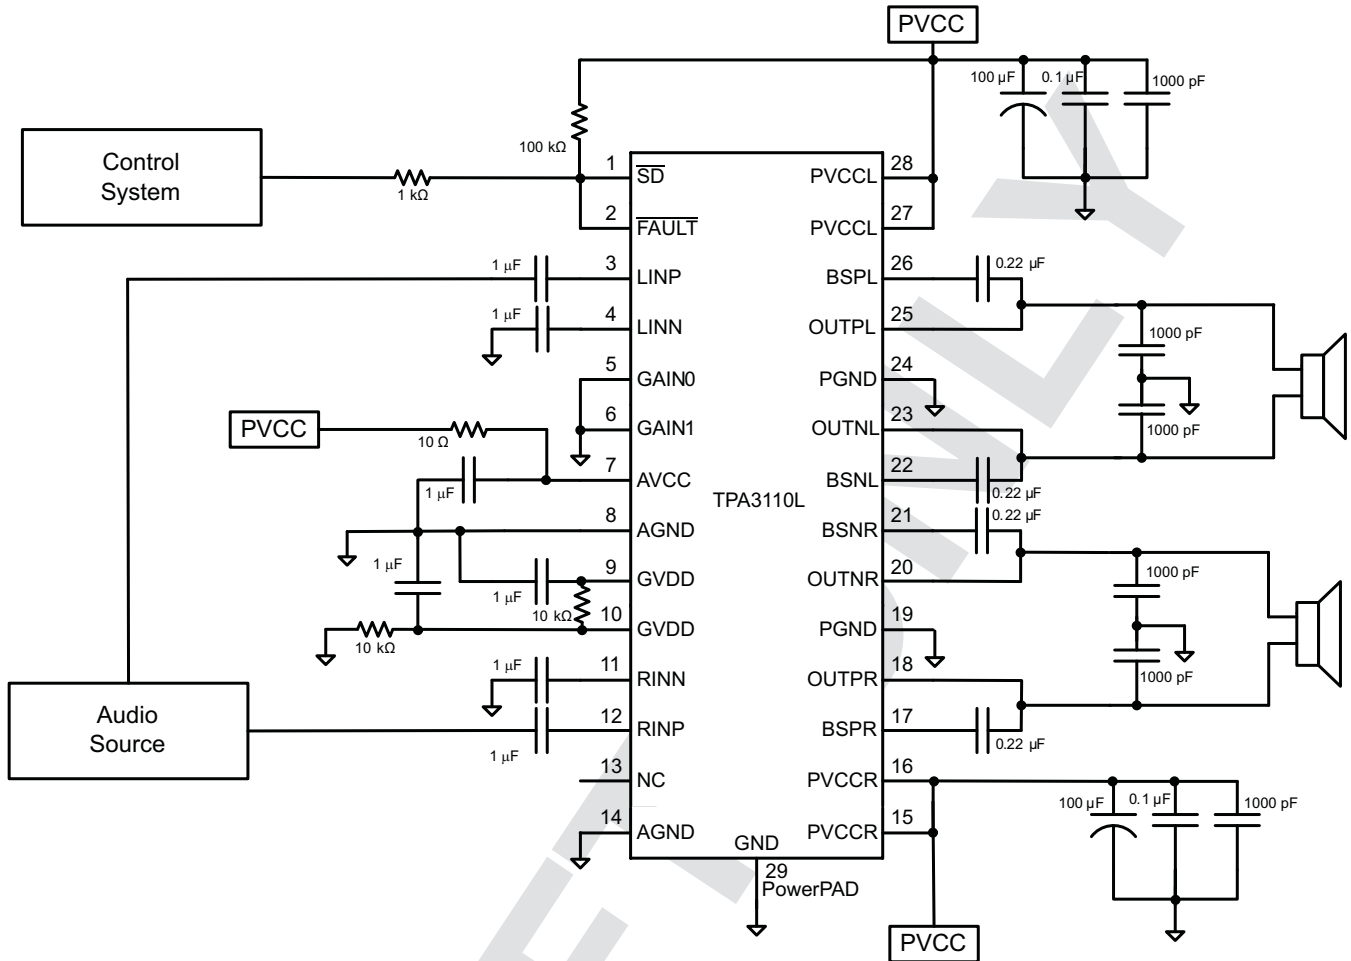 PVCC
100 µF 0.1 µF 1000 pF
Control
System
100 kΩ
1 kΩ
1 SD
2 FAULT
1 µF 3 LINP
1 µF 4 LINN
5 GAIN0
6 GAIN1
PVCC
10 Ω
7 AVCC
1 µF
8 AGND
1 µF
9 GVDD
1 µF
10 kΩ
10 GVDD
10 kΩ
1 µF 11 RINN
12 RINP
1 µF
Audio
Source
13 NC
14 AGND
TPA3110L
GND
29
PowerPAD
PVCCL 28
PVCCL 27
BSPL 26
0.22 µF
OUTPL 25
1000 pF
PGND 24
OUTNL 23
1000 pF
BSNL 22
0.22 µF
0.22 µF
BSNR 21
OUTNR 20
1000 pF
PGND 19
OUTPR 18
1000 pF
BSPR 17
0.22 µF
PVCCR 16
PVCCR 15
100 µF 0.1 µF 1000 pF
PVCC